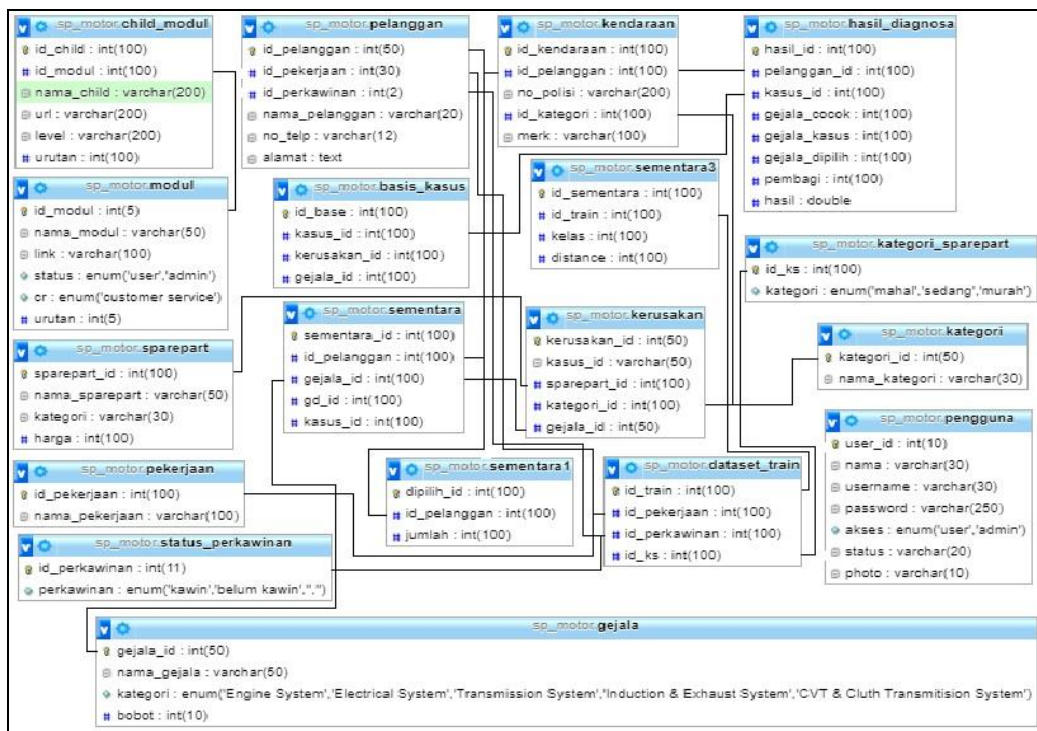 sp_motor.child_modul
id_child : int(100)
id_modul : int(100)
nama_child : varchar(200)
url : varchar(200)
level : varchar(200)
urutan : int(100)
sp_motor.pelanggan
id_pelanggan : int(50)
id_pekerjaan : int(30)
id_perkawinan : int(2)
nama_pelanggan : varchar(20)
no_telp : varchar(12)
alamat : text
sp_motor.kendaraan
id_kendaraan : int(100)
id_pelanggan : int(100)
no_polisi : varchar(200)
id_kategori : int(100)
merk : varchar(100)
sp_motor.hasil_diagnosa
hasil_id : int(100)
pelanggan_id : int(100)
kasus_id : int(100)
gejala_cocok : int(100)
gejala_kasus : int(100)
gejala_dipilih : int(100)
pembagi : int(100)
hasil : double
sp_motor.modul
id_modul : int(5)
nama_modul : varchar(50)
link : varchar(100)
status : enum('user','admin')
cr : enum('customer service')
urutan : int(5)
sp_motor.basis_kasus
id_base : int(100)
kasus_id : int(100)
kerusakan_id : int(100)
gejala_id : int(100)
sp_motor.sementara3
id_sementara : int(100)
id_train : int(100)
kelas : int(100)
distance : int(100)
sp_motor.kategori_sparepart
id_ks : int(100)
kategori : enum('mahal','sedang','murah')
sp_motor.sparepart
sparepart_id : int(100)
nama_sparepart : varchar(50)
kategori : varchar(30)
harga : int(100)
sp_motor.sementara
sementara_id : int(100)
id_pelanggan : int(100)
gejala_id : int(100)
gd_id : int(100)
kasus_id : int(100)
sp_motor.kerusakan
kerusakan_id : int(50)
kasus_id : varchar(50)
sparepart_id : int(100)
kategori_id : int(100)
gejala_id : int(50)
sp_motor.kategori
kategori_id : int(50)
nama_kategori : varchar(30)
sp_motor.pengguna
user_id : int(10)
nama : varchar(30)
username : varchar(30)
password : varchar(250)
akses : enum('user','admin')
status : varchar(20)
photo : varchar(10)
sp_motor.pekerjaan
id_pekerjaan : int(100)
nama_pekerjaan : varchar(100)
sp_motor.sementara1
dipilih_id : int(100)
id_pelanggan : int(100)
jumlah : int(100)
sp_motor.dataset_train
id_train : int(100)
id_pekerjaan : int(100)
id_perkawinan : int(100)
id_ks : int(100)
sp_motor.status_perkawinan
id_perkawinan : int(11)
perkawinan : enum('kawin','belum kawin','','')
sp_motor.gejala
gejala_id : int(50)
nama_gejala : varchar(50)
kategori : enum('Engine System','Electrical System','Transmission System','Induction & Exhaust System','CVT & Cluth Transmitision System')
bobot : int(10)